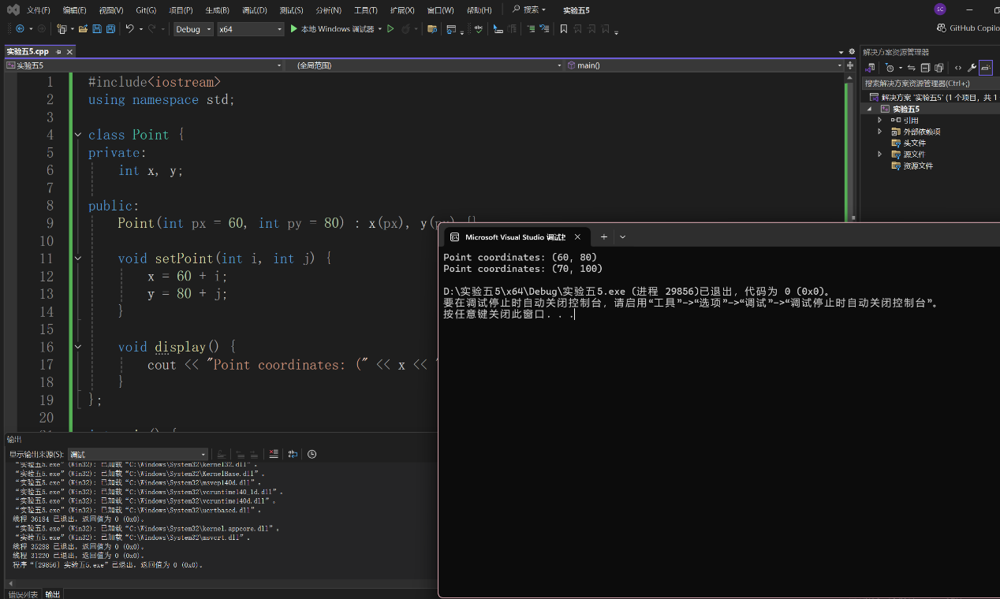 文件(F) 编辑(E) 视图(V) Git(G) 项目(P) 生成(B) 调试(D) 测试(S) 分析(N) 工具(T) 扩展(X) 窗口(W) 帮助(H) 搜索 实验五5 SC
Debug x64 本地 Windows 调试器 GitHub Copilo
实验五5.cpp
实验五5 (全局范围) main()
1 #include<iostream>
2 using namespace std;
3
4 class Point {
5 private:
6 int x, y;
7
8 public:
9 Point(int px = 60, int py = 80) : x(px), y(
10
11 void setPoint(int i, int j) {
12 x = 60 + i;
13 y = 80 + j;
14 }
15
16 void display() {
17 cout << "Point coordinates: (" << x << "
18 }
19 };
20
解决方案资源管理器
搜索解决方案资源管理器(Ctrl+;)
解决方案 '实验五5' (1 个项目, 共 1
实验五5
引用
外部依赖项
头文件
源文件
资源文件
Microsoft Visual Studio 调试
Point coordinates: (60, 80)
Point coordinates: (70, 100)
D:\实验五5\x64\Debug\实验五5.exe (进程 29856)已退出，代码为 0 (0x0)。
要在调试停止时自动关闭控制台，请启用“工具”->“选项”->“调试”->“调试停止时自动关闭控制台”。
按任意键关闭此窗口. . .
输出
显示输出来源(S): 调试
“实验五5.exe” (Win32): 已加载 “C:\Windows\System32\kernel32.dll”。
“实验五5.exe” (Win32): 已加载 “C:\Windows\System32\KernelBase.dll”。
“实验五5.exe” (Win32): 已加载 “C:\Windows\System32\msvcp140d.dll”。
“实验五5.exe” (Win32): 已加载 “C:\Windows\System32\vcruntime140_1d.dll”。
“实验五5.exe” (Win32): 已加载 “C:\Windows\System32\vcruntime140d.dll”。
“实验五5.exe” (Win32): 已加载 “C:\Windows\System32\ucrtbased.dll”。
线程 36184 已退出，返回值为 0 (0x0)。
“实验五5.exe” (Win32): 已加载 “C:\Windows\System32\kernel.appcore.dll”。
“实验五5.exe” (Win32): 已加载 “C:\Windows\System32\msvcrt.dll”。
线程 35288 已退出，返回值为 0 (0x0)。
线程 31220 已退出，返回值为 0 (0x0)。
程序“[29856] 实验五5.exe”已退出，返回值为 0 (0x0)。
错误列表 输出